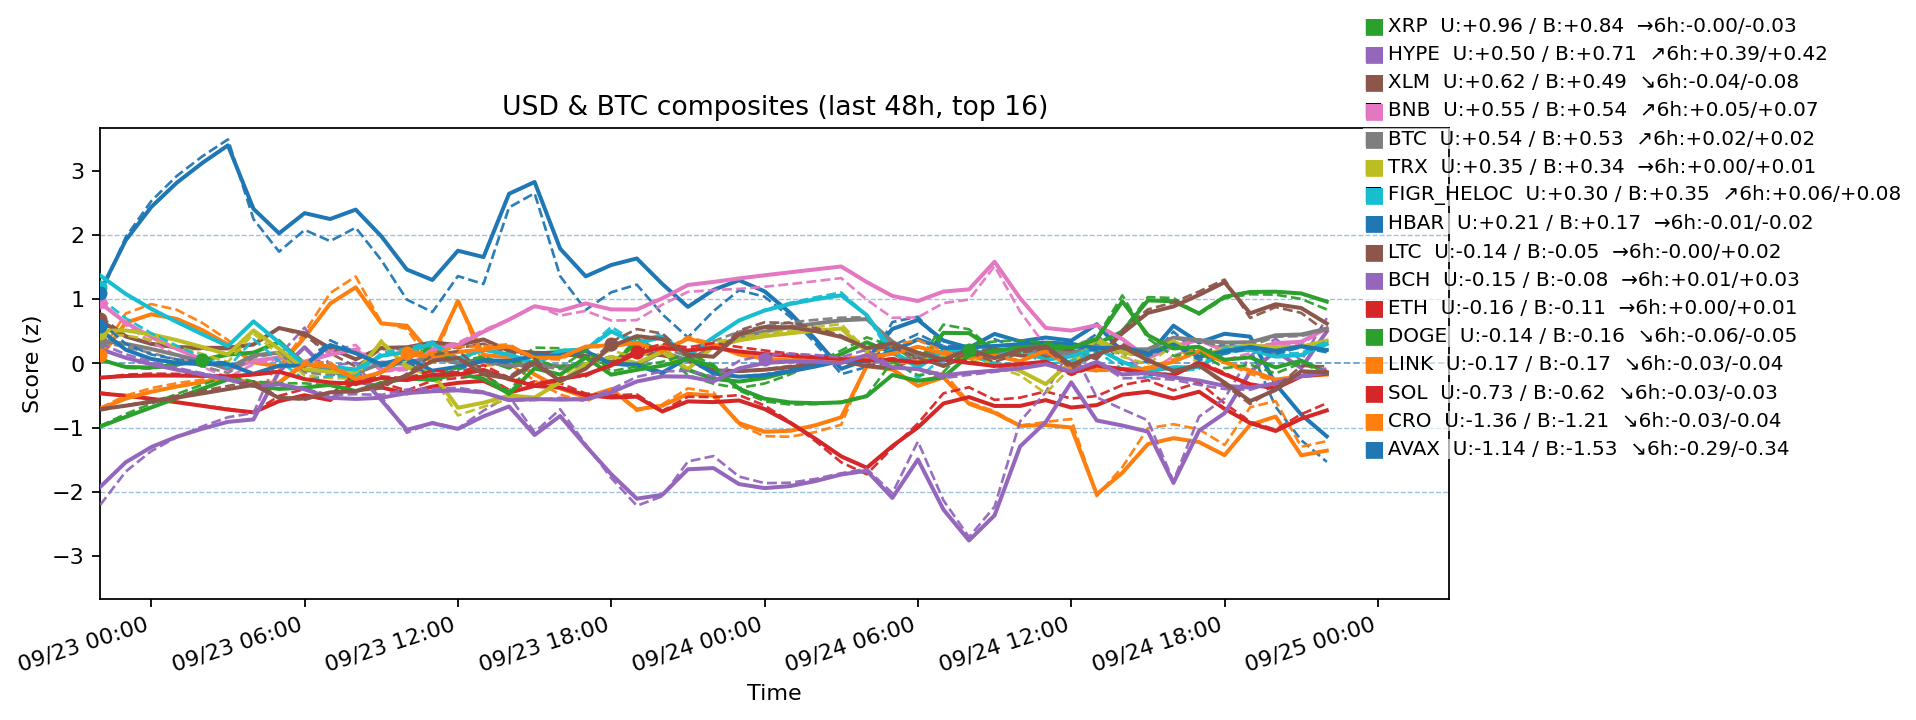 XRP U:+0.96 / B:+0.84 →6h:-0.00/-0.03
HYPE U:+0.50 / B:+0.71 ↗6h:+0.39/+0.42
XLM U:+0.62 / B:+0.49 ↘6h:-0.04/-0.08
BNB U:+0.55 / B:+0.54 ↗6h:+0.05/+0.07
BTC U:+0.54 / B:+0.53 ↗6h:+0.02/+0.02
TRX U:+0.35 / B:+0.34 →6h:+0.00/+0.01
FIGR_HELOC U:+0.30 / B:+0.35 ↗6h:+0.06/+0.08
HBAR U:+0.21 / B:+0.17 →6h:-0.01/-0.02
LTC U:-0.14 / B:-0.05 →6h:-0.00/+0.02
BCH U:-0.15 / B:-0.08 →6h:+0.01/+0.03
ETH U:-0.16 / B:-0.11 →6h:+0.00/+0.01
DOGE U:-0.14 / B:-0.16 ↘6h:-0.06/-0.05
LINK U:-0.17 / B:-0.17 ↘6h:-0.03/-0.04
SOL U:-0.73 / B:-0.62 ↘6h:-0.03/-0.03
CRO U:-1.36 / B:-1.21 ↘6h:-0.03/-0.04
AVAX U:-1.14 / B:-1.53 ↘6h:-0.29/-0.34
USD & BTC composites (last 48h, top 16)
Score (z)
3
2
1
0
−1
−2
−3
09/23 00:00
09/23 06:00
09/23 12:00
09/23 18:00
09/24 00:00
09/24 06:00
09/24 12:00
09/24 18:00
09/25 00:00
Time